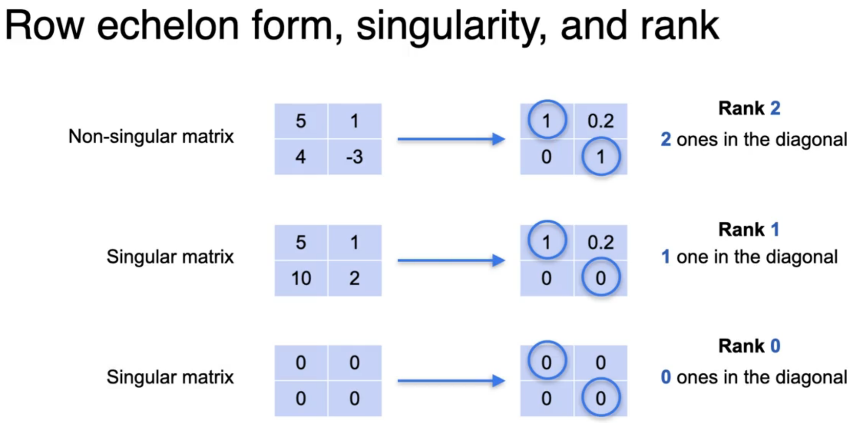 Row echelon form, singularity, and rank
Non-singular matrix
5 1
4 -3
1 0.2
0 1
Rank 2
2 ones in the diagonal
Singular matrix
5 1
10 2
1 0.2
0 0
Rank 1
1 one in the diagonal
Singular matrix
0 0
0 0
0 0
0 0
Rank 0
0 ones in the diagonal